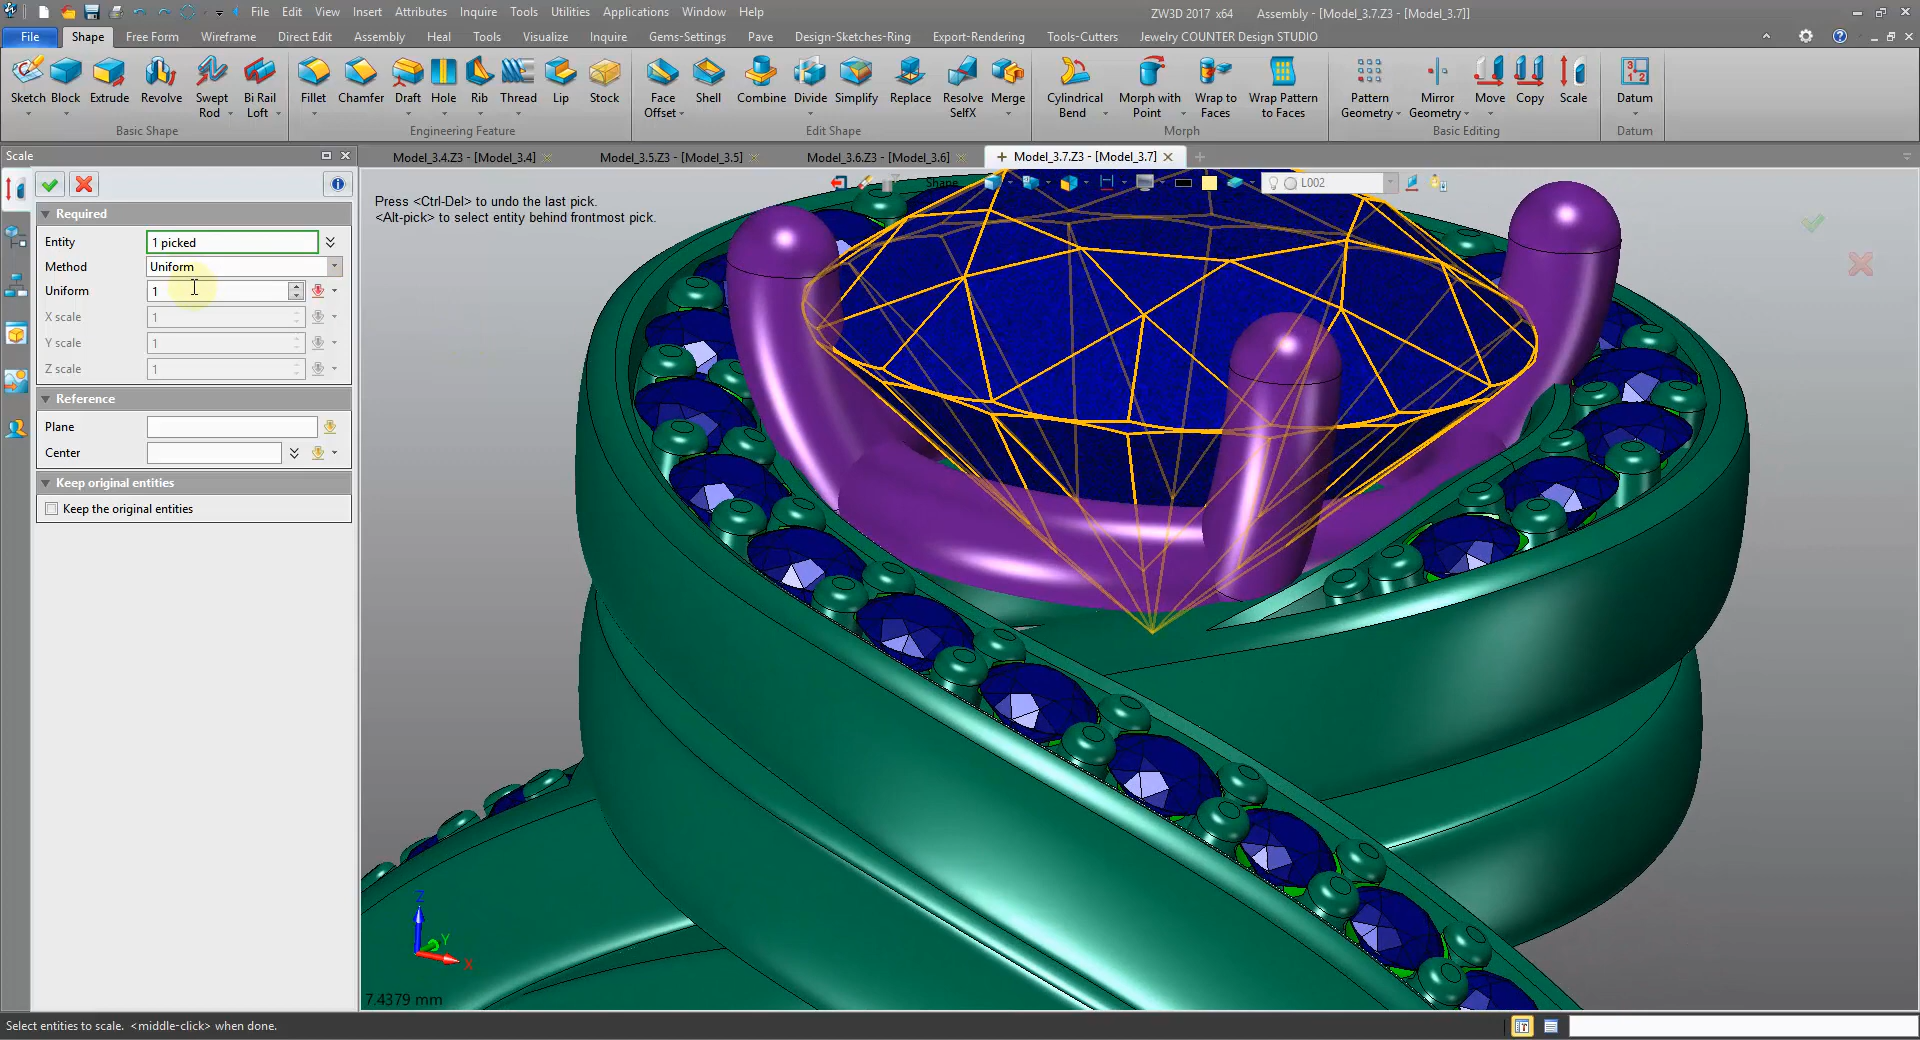 File Edit View Insert Attributes Inquire Tools Utilities Applications Window Help
ZW3D 2017 x64 Assembly - [Model_3.7.Z3 - [Model_3.7]]
File Shape Free Form Wireframe Direct Edit Assembly Heal Tools Visualize Inquire Gems-Settings Pave Design-Sketches-Ring Export-Rendering Tools-Cutters Jewelry COUNTER Design STUDIO
Sketch Block Extrude Revolve Swept Rod Bi Rail Loft
Basic Shape
Fillet Chamfer Draft Hole Rib Thread Lip Stock
Engineering Feature
Face Offset Shell Combine Divide Simplify Replace Resolve SelfX Merge
Edit Shape
Cylindrical Bend Morph with Point Wrap to Faces Wrap Pattern to Faces
Morph
Pattern Geometry Mirror Geometry Move Copy Scale
Basic Editing
Datum
Datum
Scale
Model_3.4.Z3 - [Model_3.4] Model_3.5.Z3 - [Model_3.5] Model_3.6.Z3 - [Model_3.6] Model_3.7.Z3 - [Model_3.7]
Shape
L002
Press <Ctrl-Del> to undo the last pick.
<Alt-pick> to select entity behind frontmost pick.
Required
Entity 1 picked
Method Uniform
Uniform 1
X scale 1
Y scale 1
Z scale 1
Reference
Plane
Center
Keep original entities
Keep the original entities
Z
Y
X
7.4379 mm
Select entities to scale. <middle-click> when done.